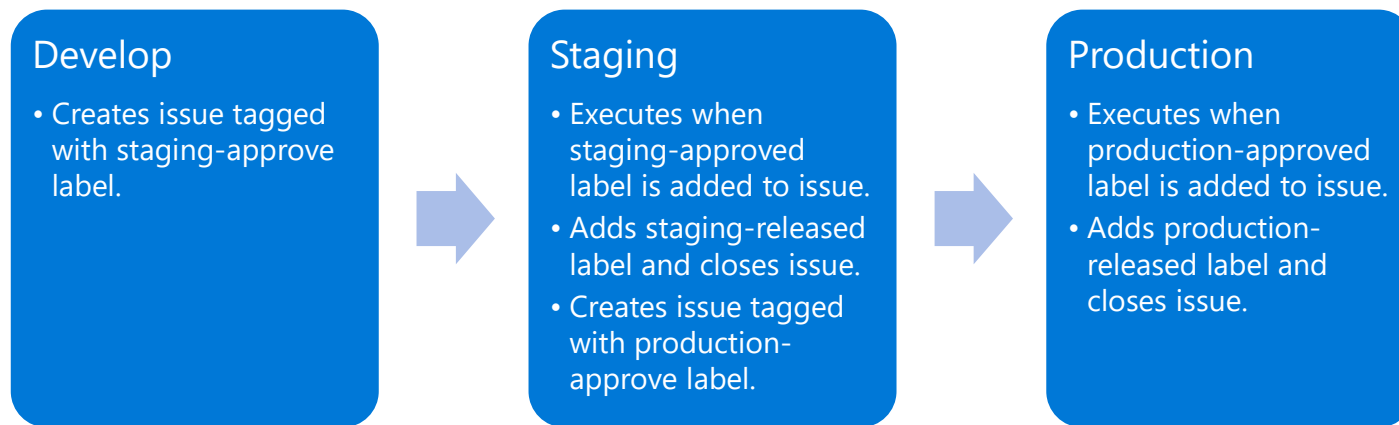 Develop
• Creates issue tagged
with staging-approve
label.
Staging
• Executes when
staging-approved
label is added to issue.
• Adds staging-released
label and closes issue.
• Creates issue tagged
with production-
approve label.
Production
• Executes when
production-approved
label is added to issue.
• Adds production-
released label and
closes issue.